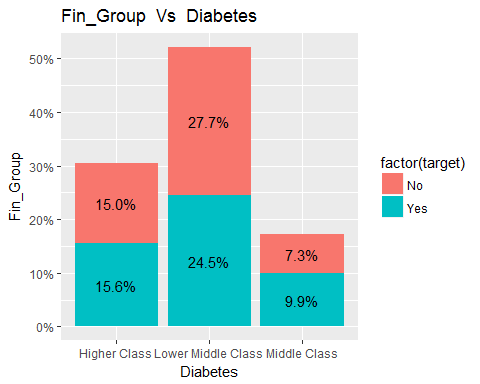 Fin_Group Vs Diabetes
50%
40%
30%
20%
10%
0%
Fin_Group
27.7%
15.0%
7.3%
24.5%
15.6%
9.9%
Higher Class Lower Middle Class Middle Class
Diabetes
factor(target)
No
Yes